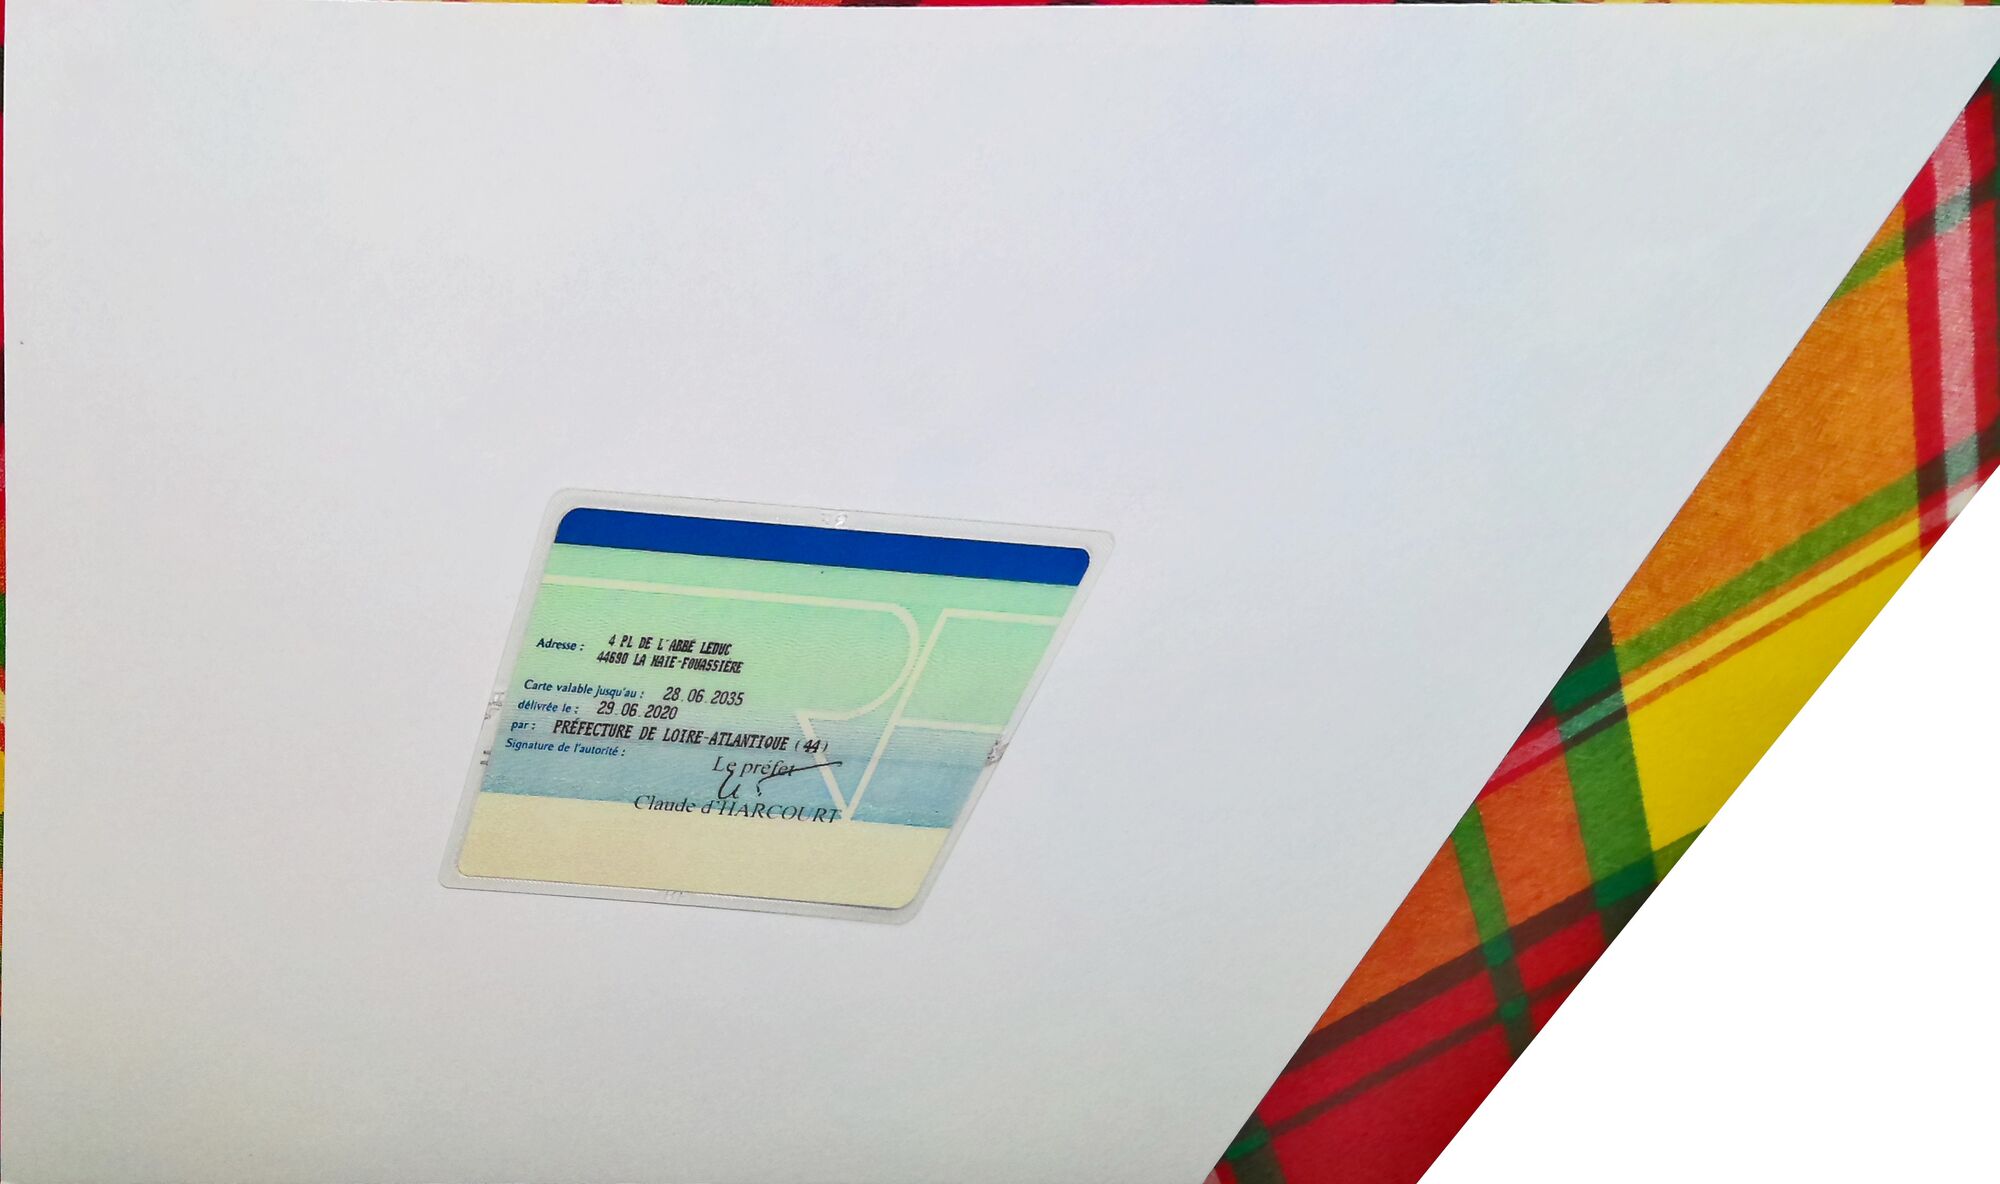 Adresse : 4 PL DE L'ABBÉ LEDUC
44690 LA HAIE-FOUASSIÈRE
Carte valable jusqu'au : 28.06.2035
délivrée le : 29.06.2020
par : PRÉFECTURE DE LOIRE-ATLANTIQUE (44)
Signature de l'autorité :
Le préfet
Claude d'HARCOURT